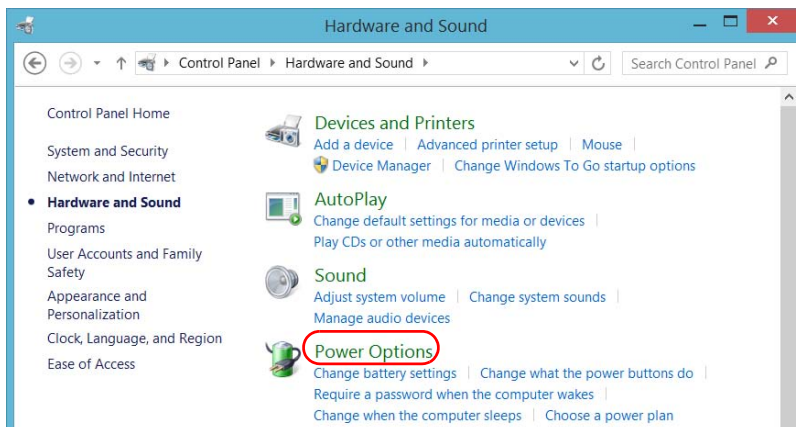 Hardware and Sound
Control Panel Hardware and Sound
Search Control Panel
Control Panel Home
System and Security
Network and Internet
Hardware and Sound
Programs
User Accounts and Family
Safety
Appearance and
Personalization
Clock, Language, and Region
Ease of Access
Devices and Printers
Add a device | Advanced printer setup | Mouse |
Device Manager | Change Windows To Go startup options
AutoPlay
Change default settings for media or devices |
Play CDs or other media automatically
Sound
Adjust system volume | Change system sounds |
Manage audio devices
Power Options
Change battery settings | Change what the power buttons do |
Require a password when the computer wakes |
Change when the computer sleeps | Choose a power plan